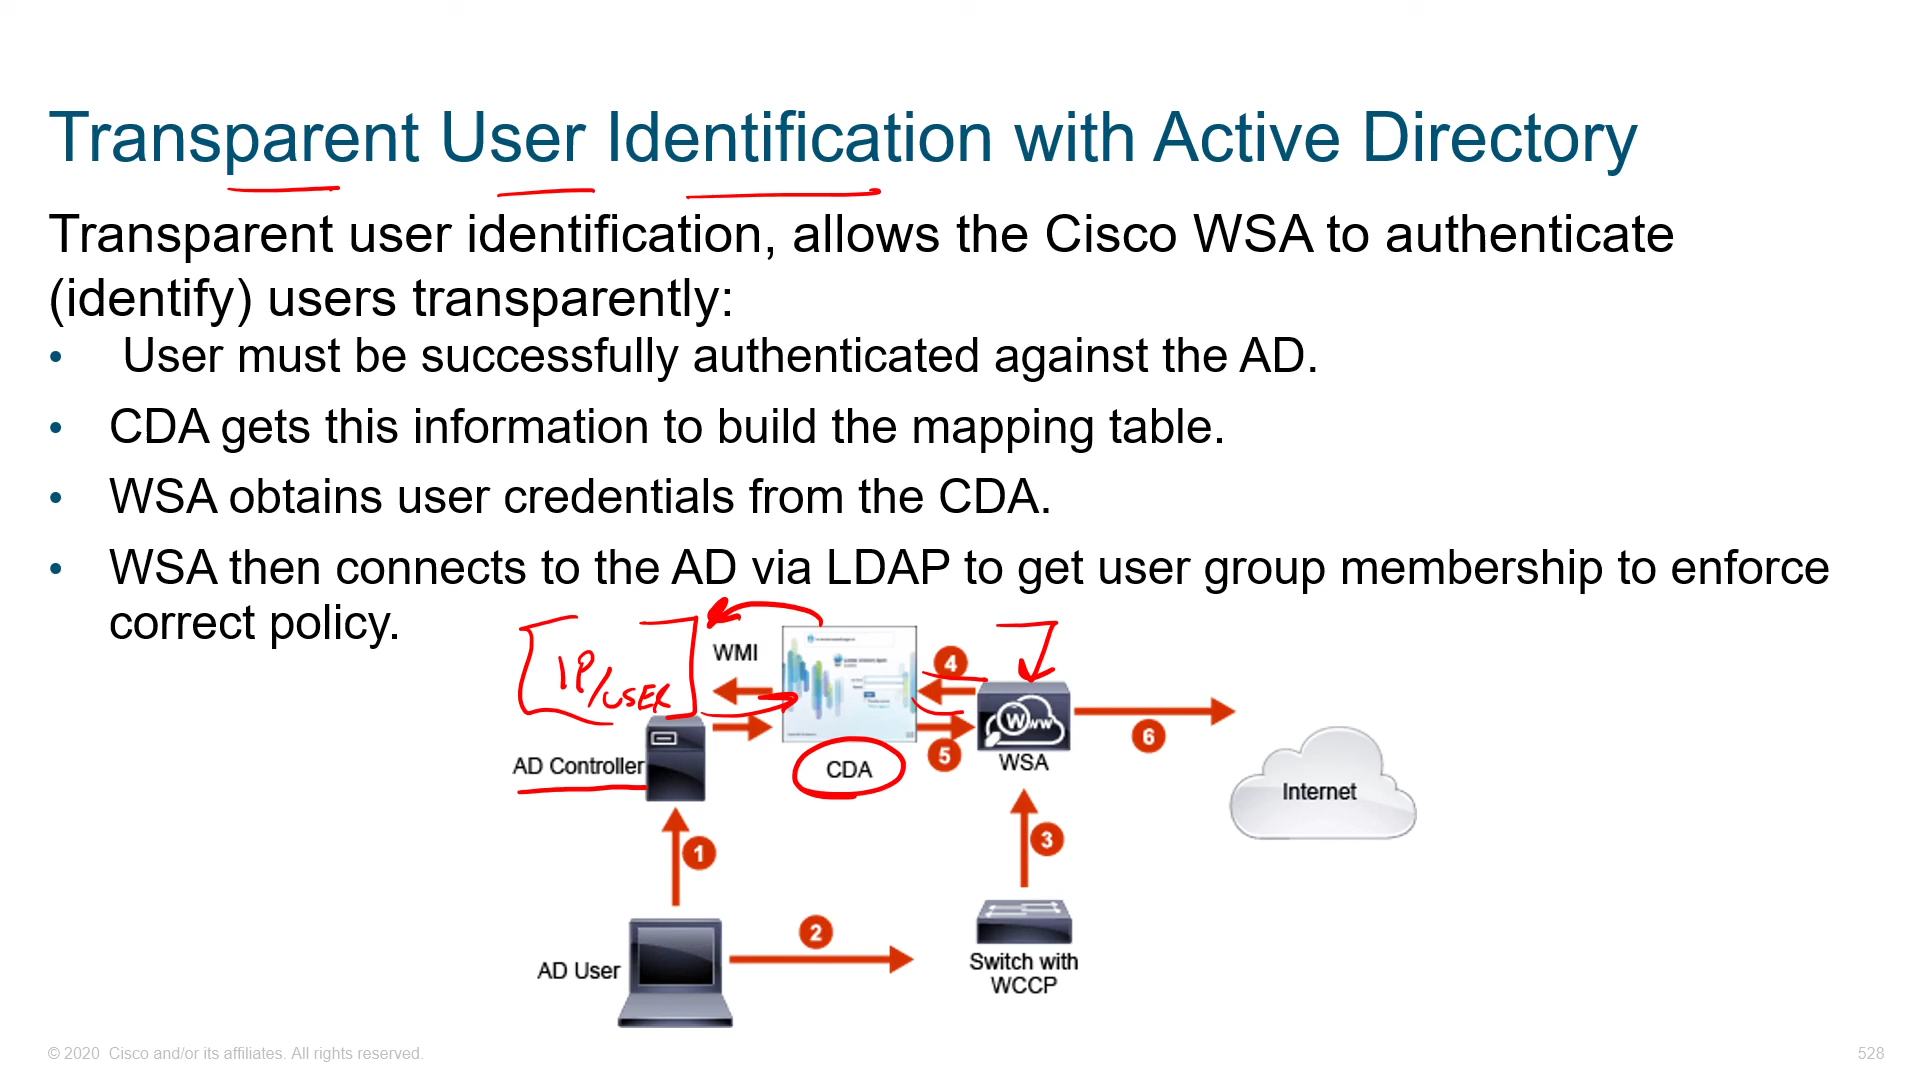 Transparent User Identification with Active Directory
Transparent user identification, allows the Cisco WSA to authenticate
(identify) users transparently:
• User must be successfully authenticated against the AD.
• CDA gets this information to build the mapping table.
• WSA obtains user credentials from the CDA.
• WSA then connects to the AD via LDAP to get user group membership to enforce
correct policy.
IP/USER
WMI
4
5
6
WWW
AD Controller
CDA
WSA
Internet
1
3
2
AD User
Switch with
WCCP
© 2020 Cisco and/or its affiliates. All rights reserved.
528